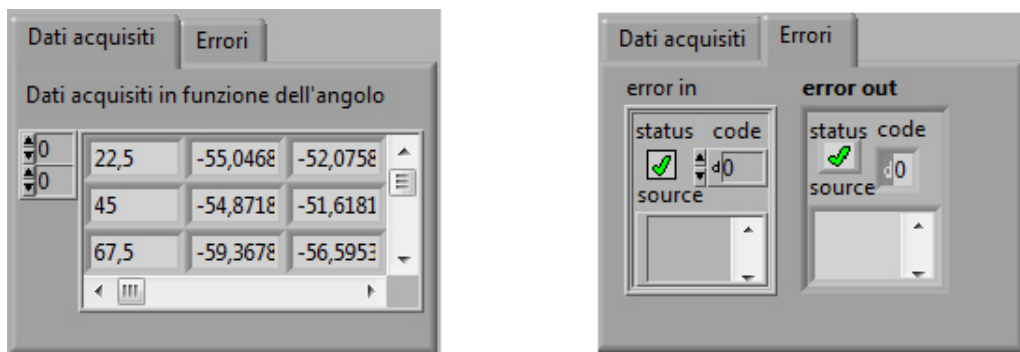 Dati acquisiti Errori
Dati acquisiti in funzione dell'angolo
0
0
22,5 -55,0468 -52,0758
45 -54,8718 -51,6181
67,5 -59,3678 -56,5953
Dati acquisiti Errori
error in error out
status code status code
d0 d0
source source